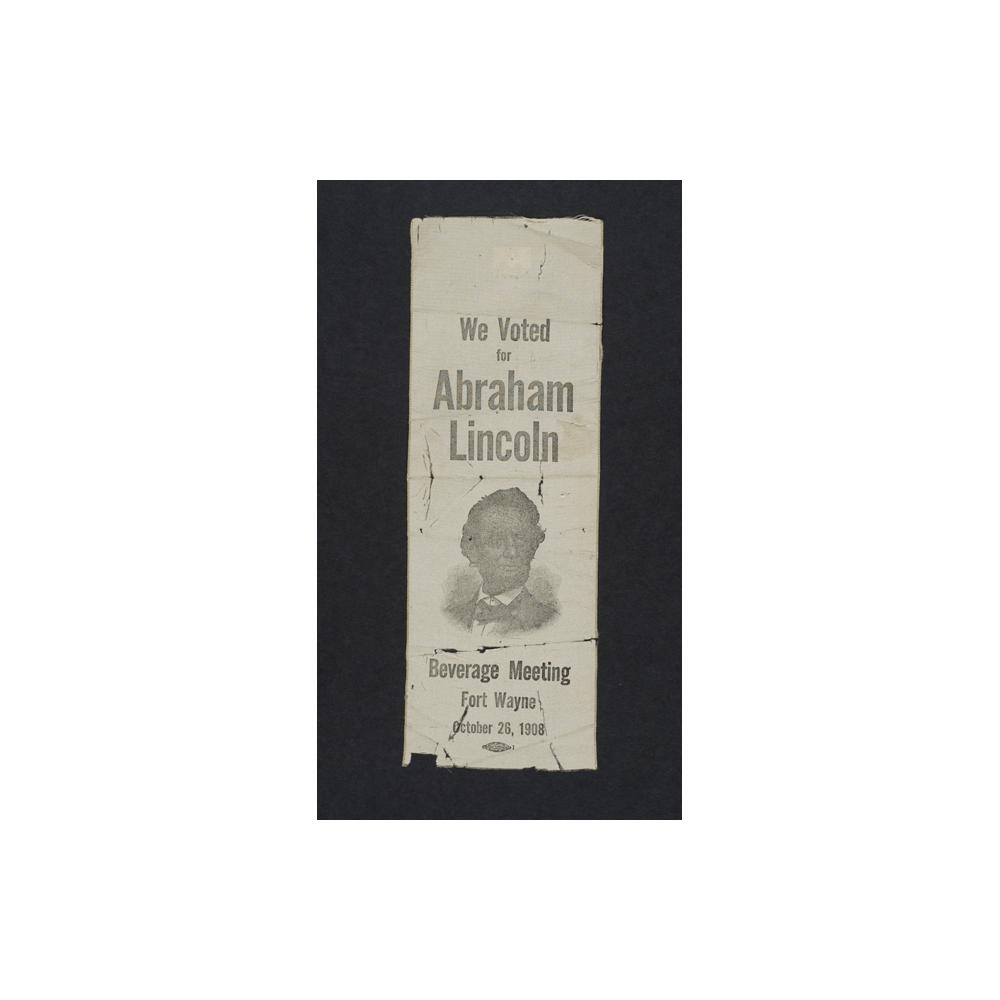 We Voted
for
Abraham
Lincoln
Beverage Meeting
Fort Wayne
October 26, 1908